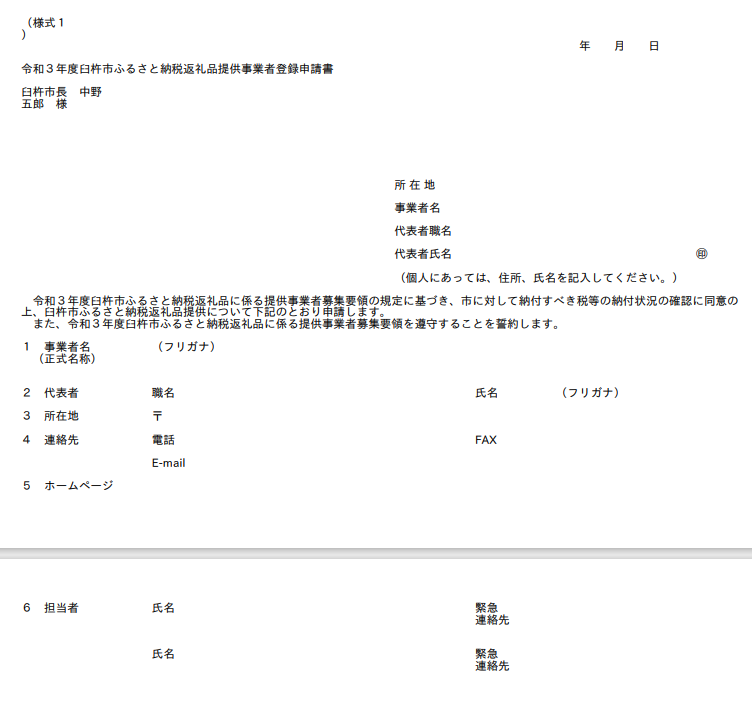 （様式１
）
年　　月　　日
令和３年度臼杵市ふるさと納税返礼品提供事業者登録申請書
臼杵市長　中野
五郎　様
所 在 地
事業者名
代表者職名
代表者氏名　　㊞
（個人にあっては、住所、氏名を記入してください。）
令和３年度臼杵市ふるさと納税返礼品に係る提供事業者募集要領の規定に基づき、市に対して納付すべき税等の納付状況の確認に同意の
上、臼杵市ふるさと納税返礼品提供について下記のとおり申請します。
また、令和３年度臼杵市ふるさと納税返礼品に係る提供事業者募集要領を遵守することを誓約します。
１　事業者名　　（フリガナ）
（正式名称）
２　代表者　　職名　　氏名　　（フリガナ）
３　所在地　　〒
４　連絡先　　電話　　FAX
E-mail
５　ホームページ
６　担当者　　氏名　　緊急
連絡先
氏名　　緊急
連絡先